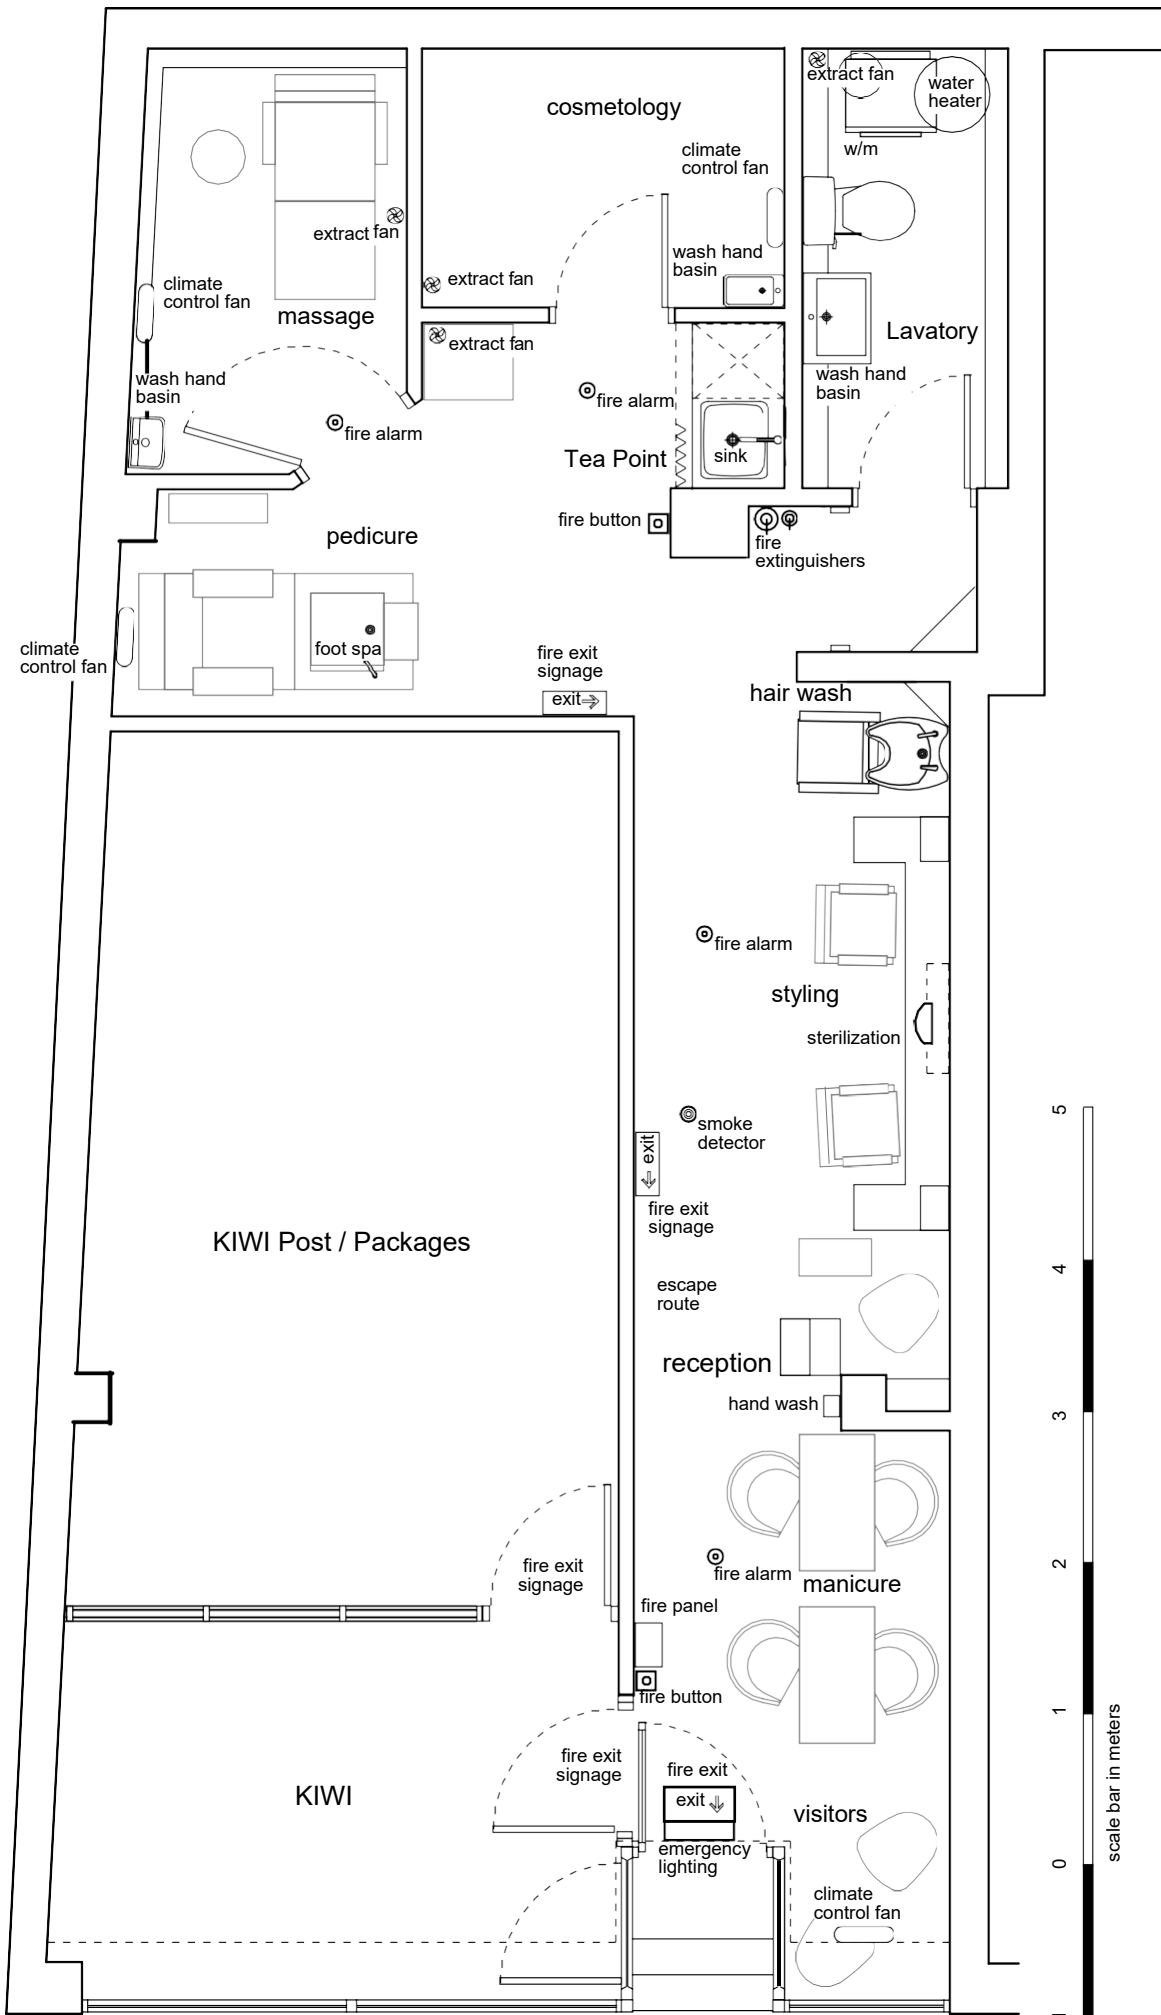 cosmetology
extract fan
water
heater
w/m
climate
control fan
extract fan
wash hand
basin
climate
control fan
extract fan
massage
extract fan
Lavatory
wash hand
basin
wash hand
basin
fire alarm
fire alarm
Tea Point
sink
fire button
fire
extinguishers
pedicure
climate
control fan
foot spa
fire exit
signage
exit
hair wash
fire alarm
styling
sterilization
smoke
detector
exit
fire exit
signage
KIWI Post / Packages
escape
route
reception
hand wash
fire exit
signage
fire alarm
manicure
fire panel
fire button
fire exit
signage
fire exit
exit
KIWI
visitors
emergency
lighting
climate
control fan
5
4
3
2
1
0
scale bar in meters